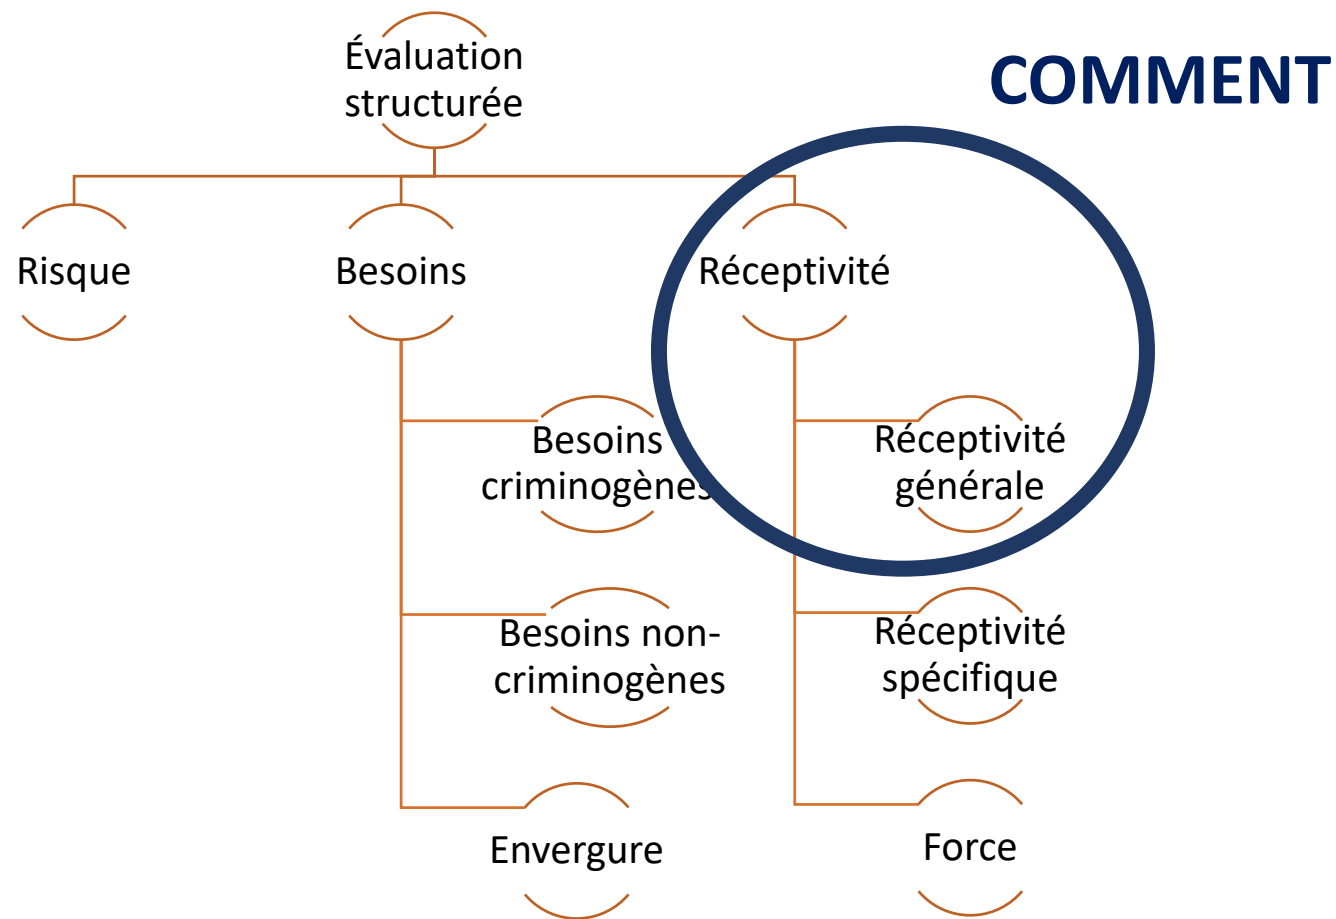 Évaluation
structurée
COMMENT
Risque
Besoins
Réceptivité
Besoins
criminogènes
Réceptivité
générale
Besoins non-
criminogènes
Réceptivité
spécifique
Envergure
Force